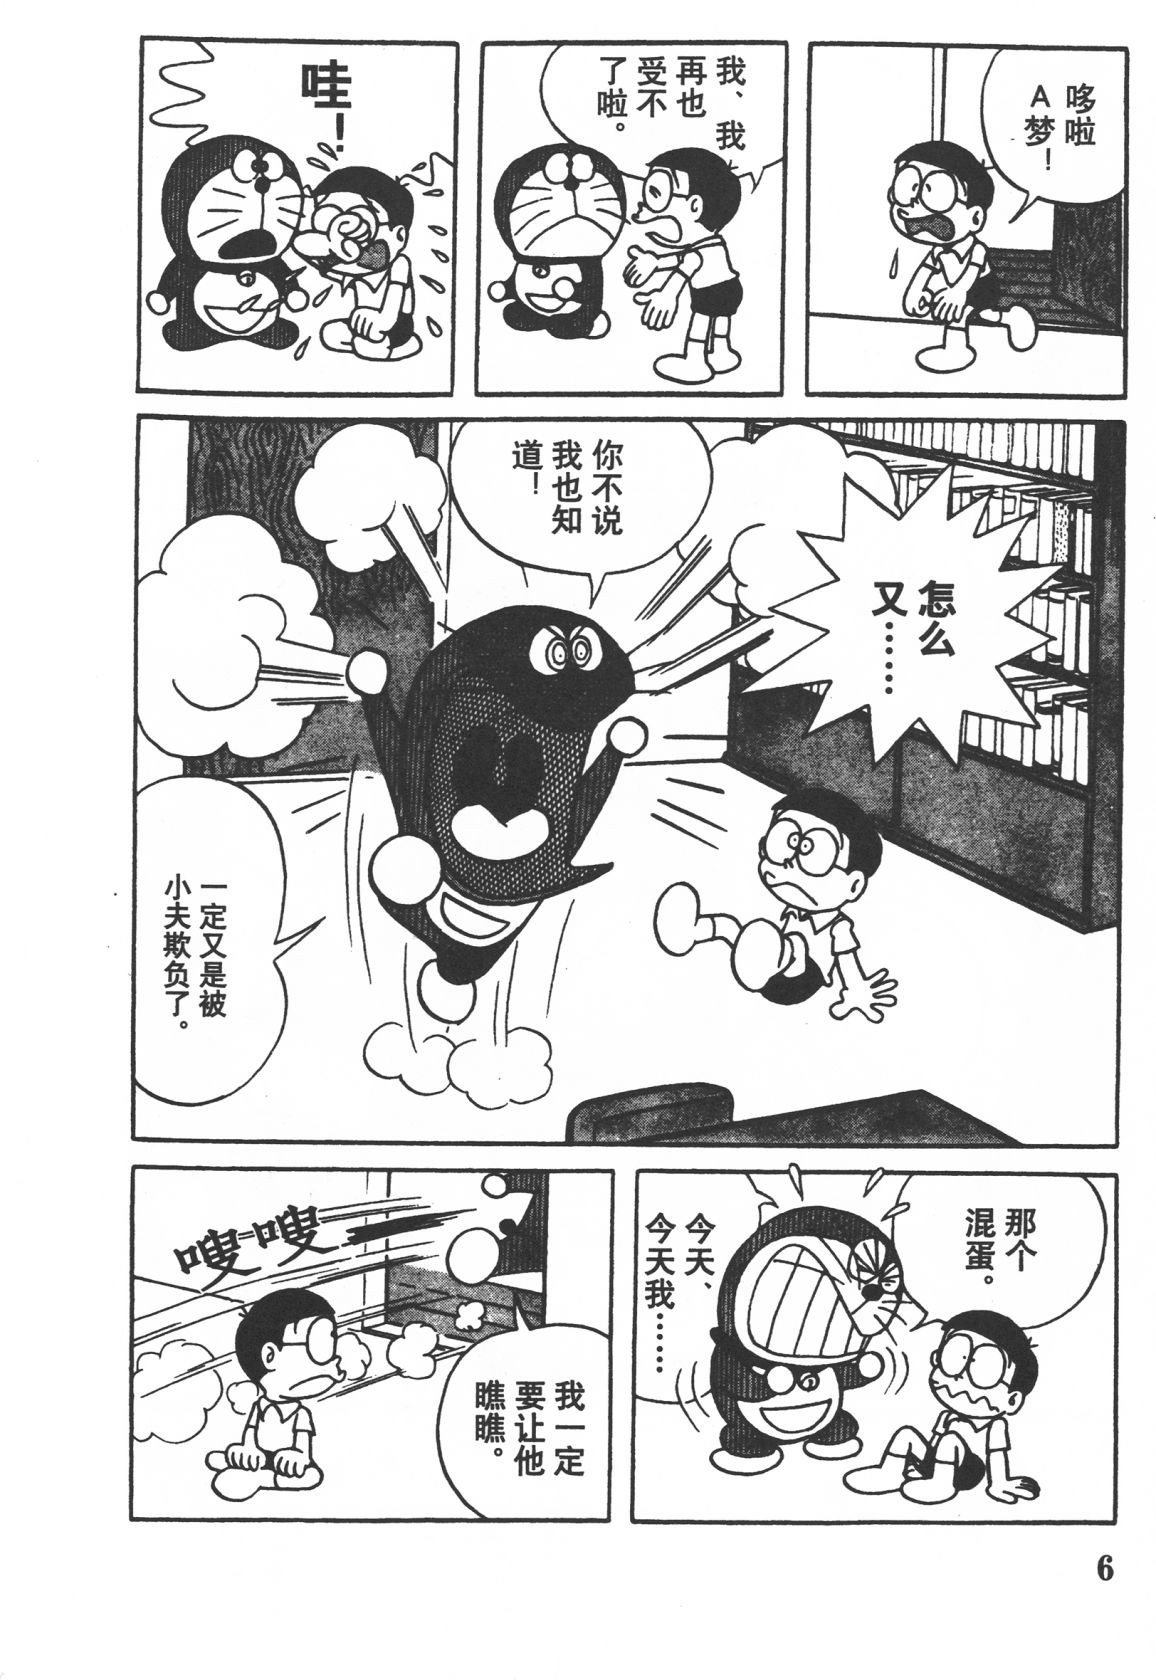 哆啦
A梦！
我、我
再也
受不
了啦。
哇！
怎么
又……
你不说
我也知
道！
一定又是被
小夫欺负了。
那个
混蛋。
今天、
今天我……
嗖嗖——
我一定
要让他
瞧瞧。
6